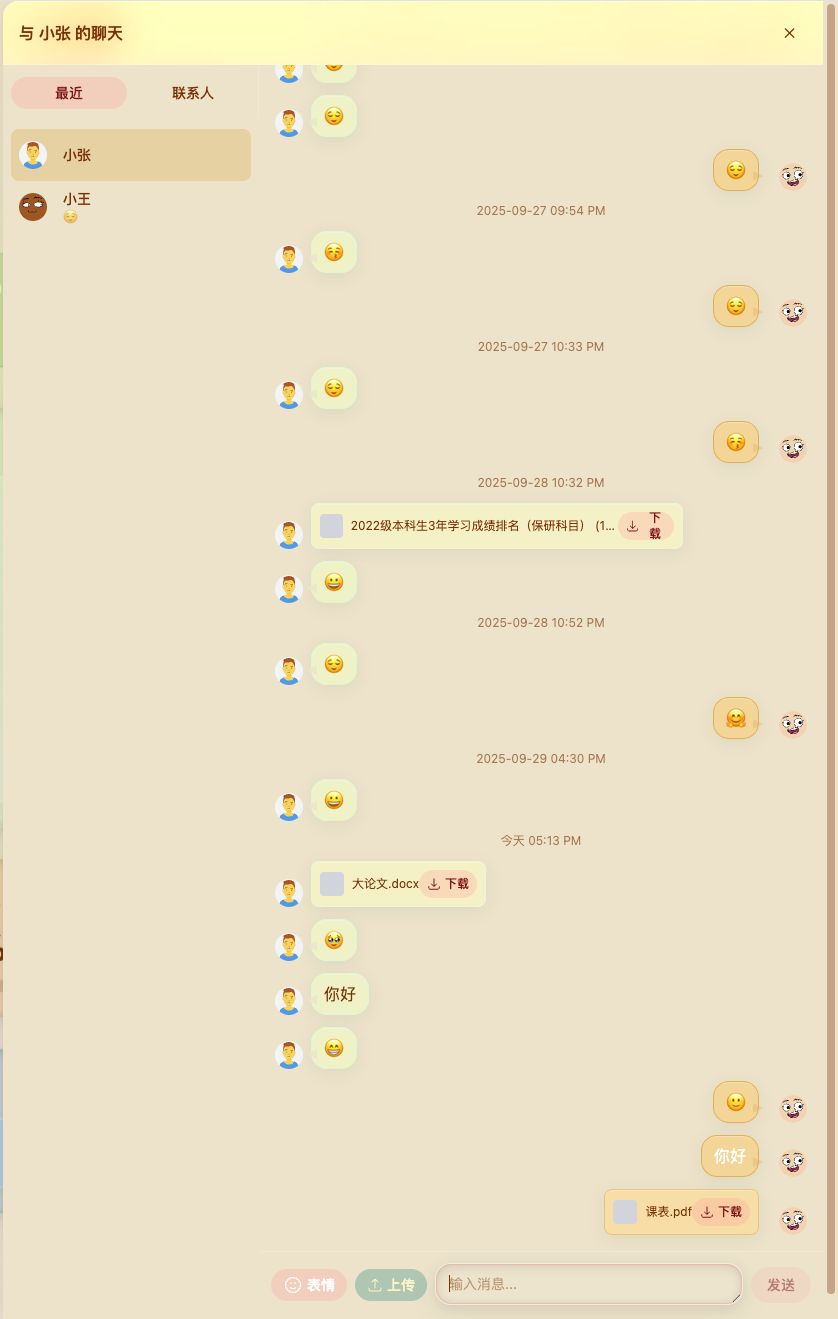 与 小张 的聊天
最近
联系人
小张
小王
2025-09-27 09:54 PM
2025-09-27 10:33 PM
2025-09-28 10:32 PM
2022级本科生3年学习成绩排名（保研科目） (1...
下载
2025-09-28 10:52 PM
2025-09-29 04:30 PM
今天 05:13 PM
大论文.docx
下载
你好
你好
课表.pdf
下载
表情
上传
输入消息...
发送